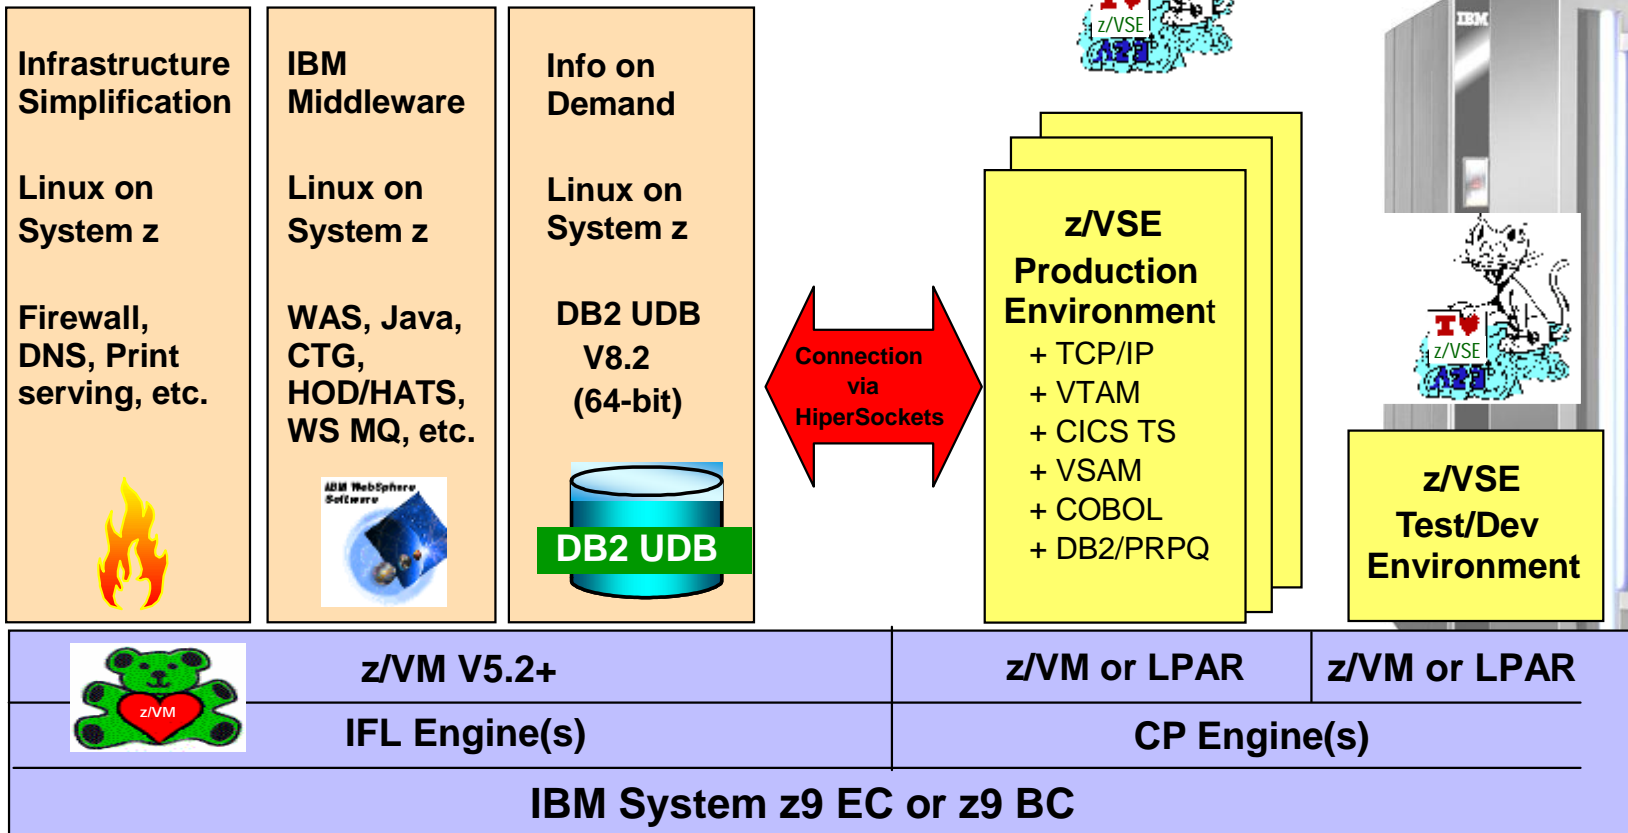 Infrastructure
Simplification
Linux on
System z
Firewall,
DNS, Print
serving, etc.
IBM
Middleware
Linux on
System z
WAS, Java,
CTG,
HOD/HATS,
WS MQ, etc.
IBM WebSphere
Software
Info on
Demand
Linux on
System z
DB2 UDB
V8.2
(64-bit)
DB2 UDB
Connection
via
HiperSockets
I
z/VSE
z/VSE
Production
Environment
+ TCP/IP
+ VTAM
+ CICS TS
+ VSAM
+ COBOL
+ DB2/PRPQ
IBM
I ♥
z/VSE
z/VSE
Test/Dev
Environment
z/VM
z/VM V5.2+
z/VM or LPAR
z/VM or LPAR
IFL Engine(s)
CP Engine(s)
IBM System z9 EC or z9 BC